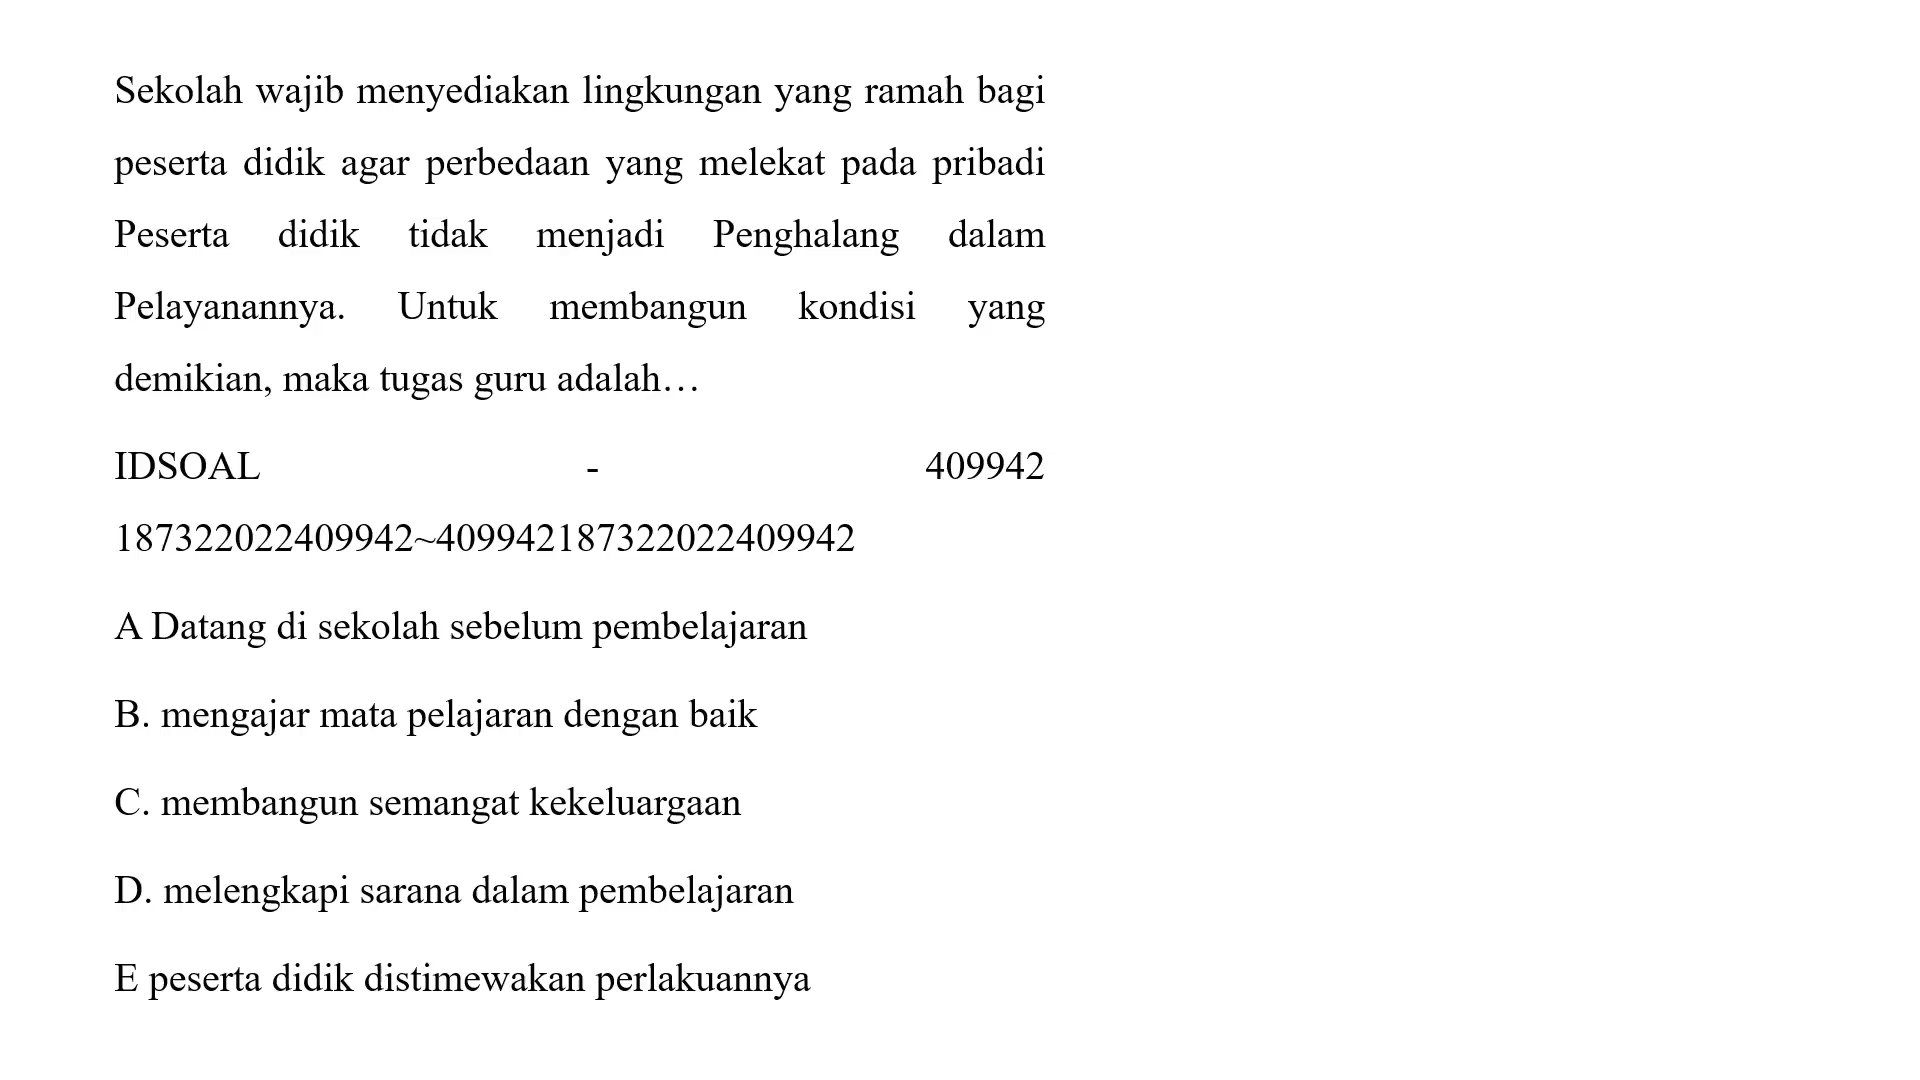 Sekolah wajib menyediakan lingkungan yang ramah bagi
peserta didik agar perbedaan yang melekat pada pribadi
Peserta didik tidak menjadi Penghalang dalam
Pelayanannya. Untuk membangun kondisi yang
demikian, maka tugas guru adalah…
IDSOAL - 409942
187322022409942~409942187322022409942
A Datang di sekolah sebelum pembelajaran
B. mengajar mata pelajaran dengan baik
C. membangun semangat kekeluargaan
D. melengkapi sarana dalam pembelajaran
E peserta didik distimewakan perlakuannya